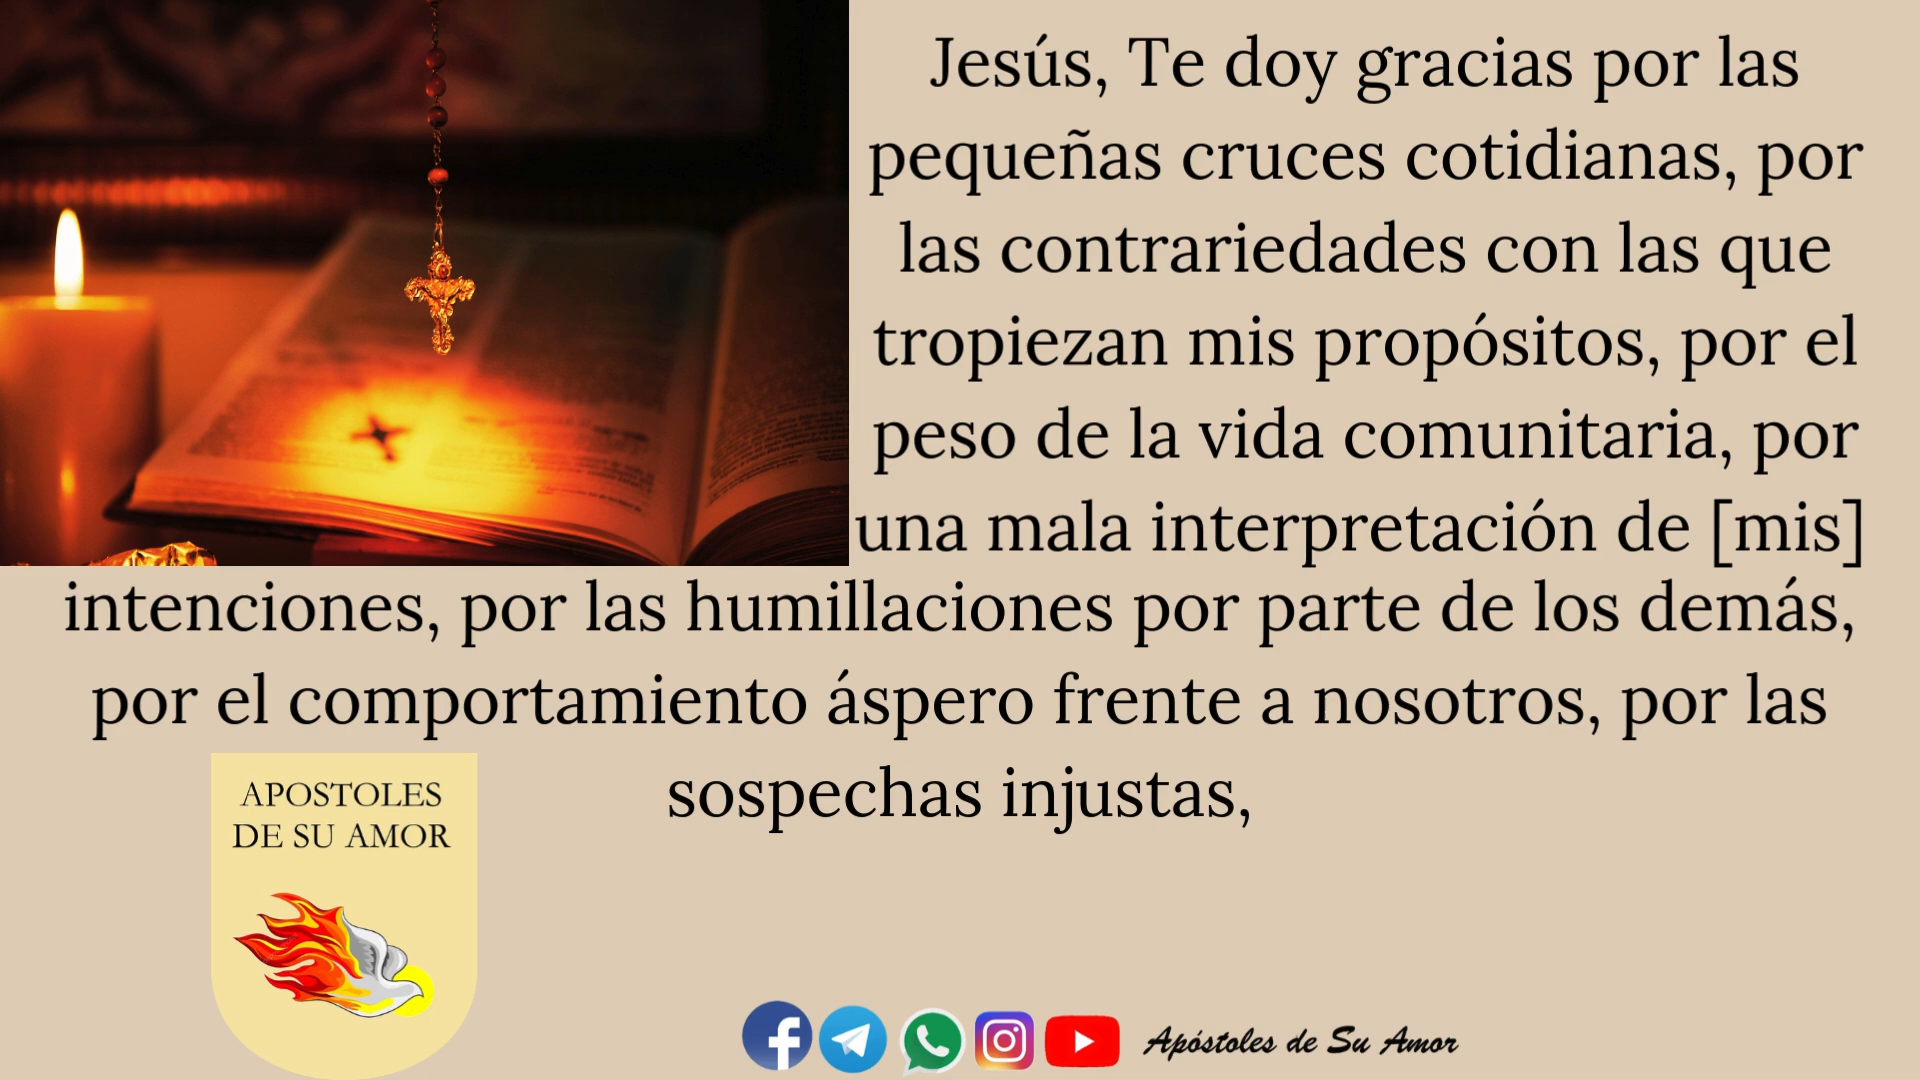 Jesús, Te doy gracias por las
pequeñas cruces cotidianas, por
las contrariedades con las que
tropiezan mis propósitos, por el
peso de la vida comunitaria, por
una mala interpretación de [mis]
intenciones, por las humillaciones por parte de los demás,
por el comportamiento áspero frente a nosotros, por las
sospechas injustas,
APOSTOLES
DE SU AMOR
Apóstoles de Su Amor